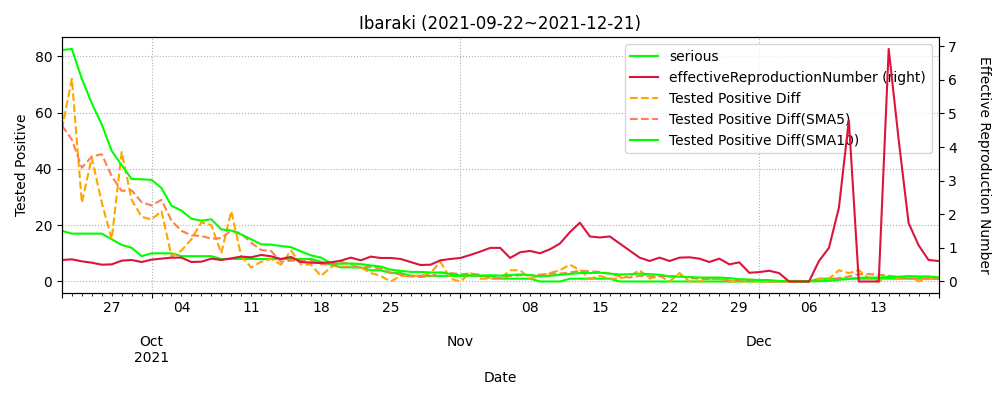 Ibaraki (2021-09-22~2021-12-21)
serious
effectiveReproductionNumber (right)
Tested Positive Diff
Tested Positive Diff(SMA5)
Tested Positive Diff(SMA10)
Tested Positive
80
60
40
20
0
Effective Reproduction Number
7
6
5
4
3
2
1
0
27 04 11 18 25 08 15 22 29 06 13
Oct Nov Dec
2021
Date